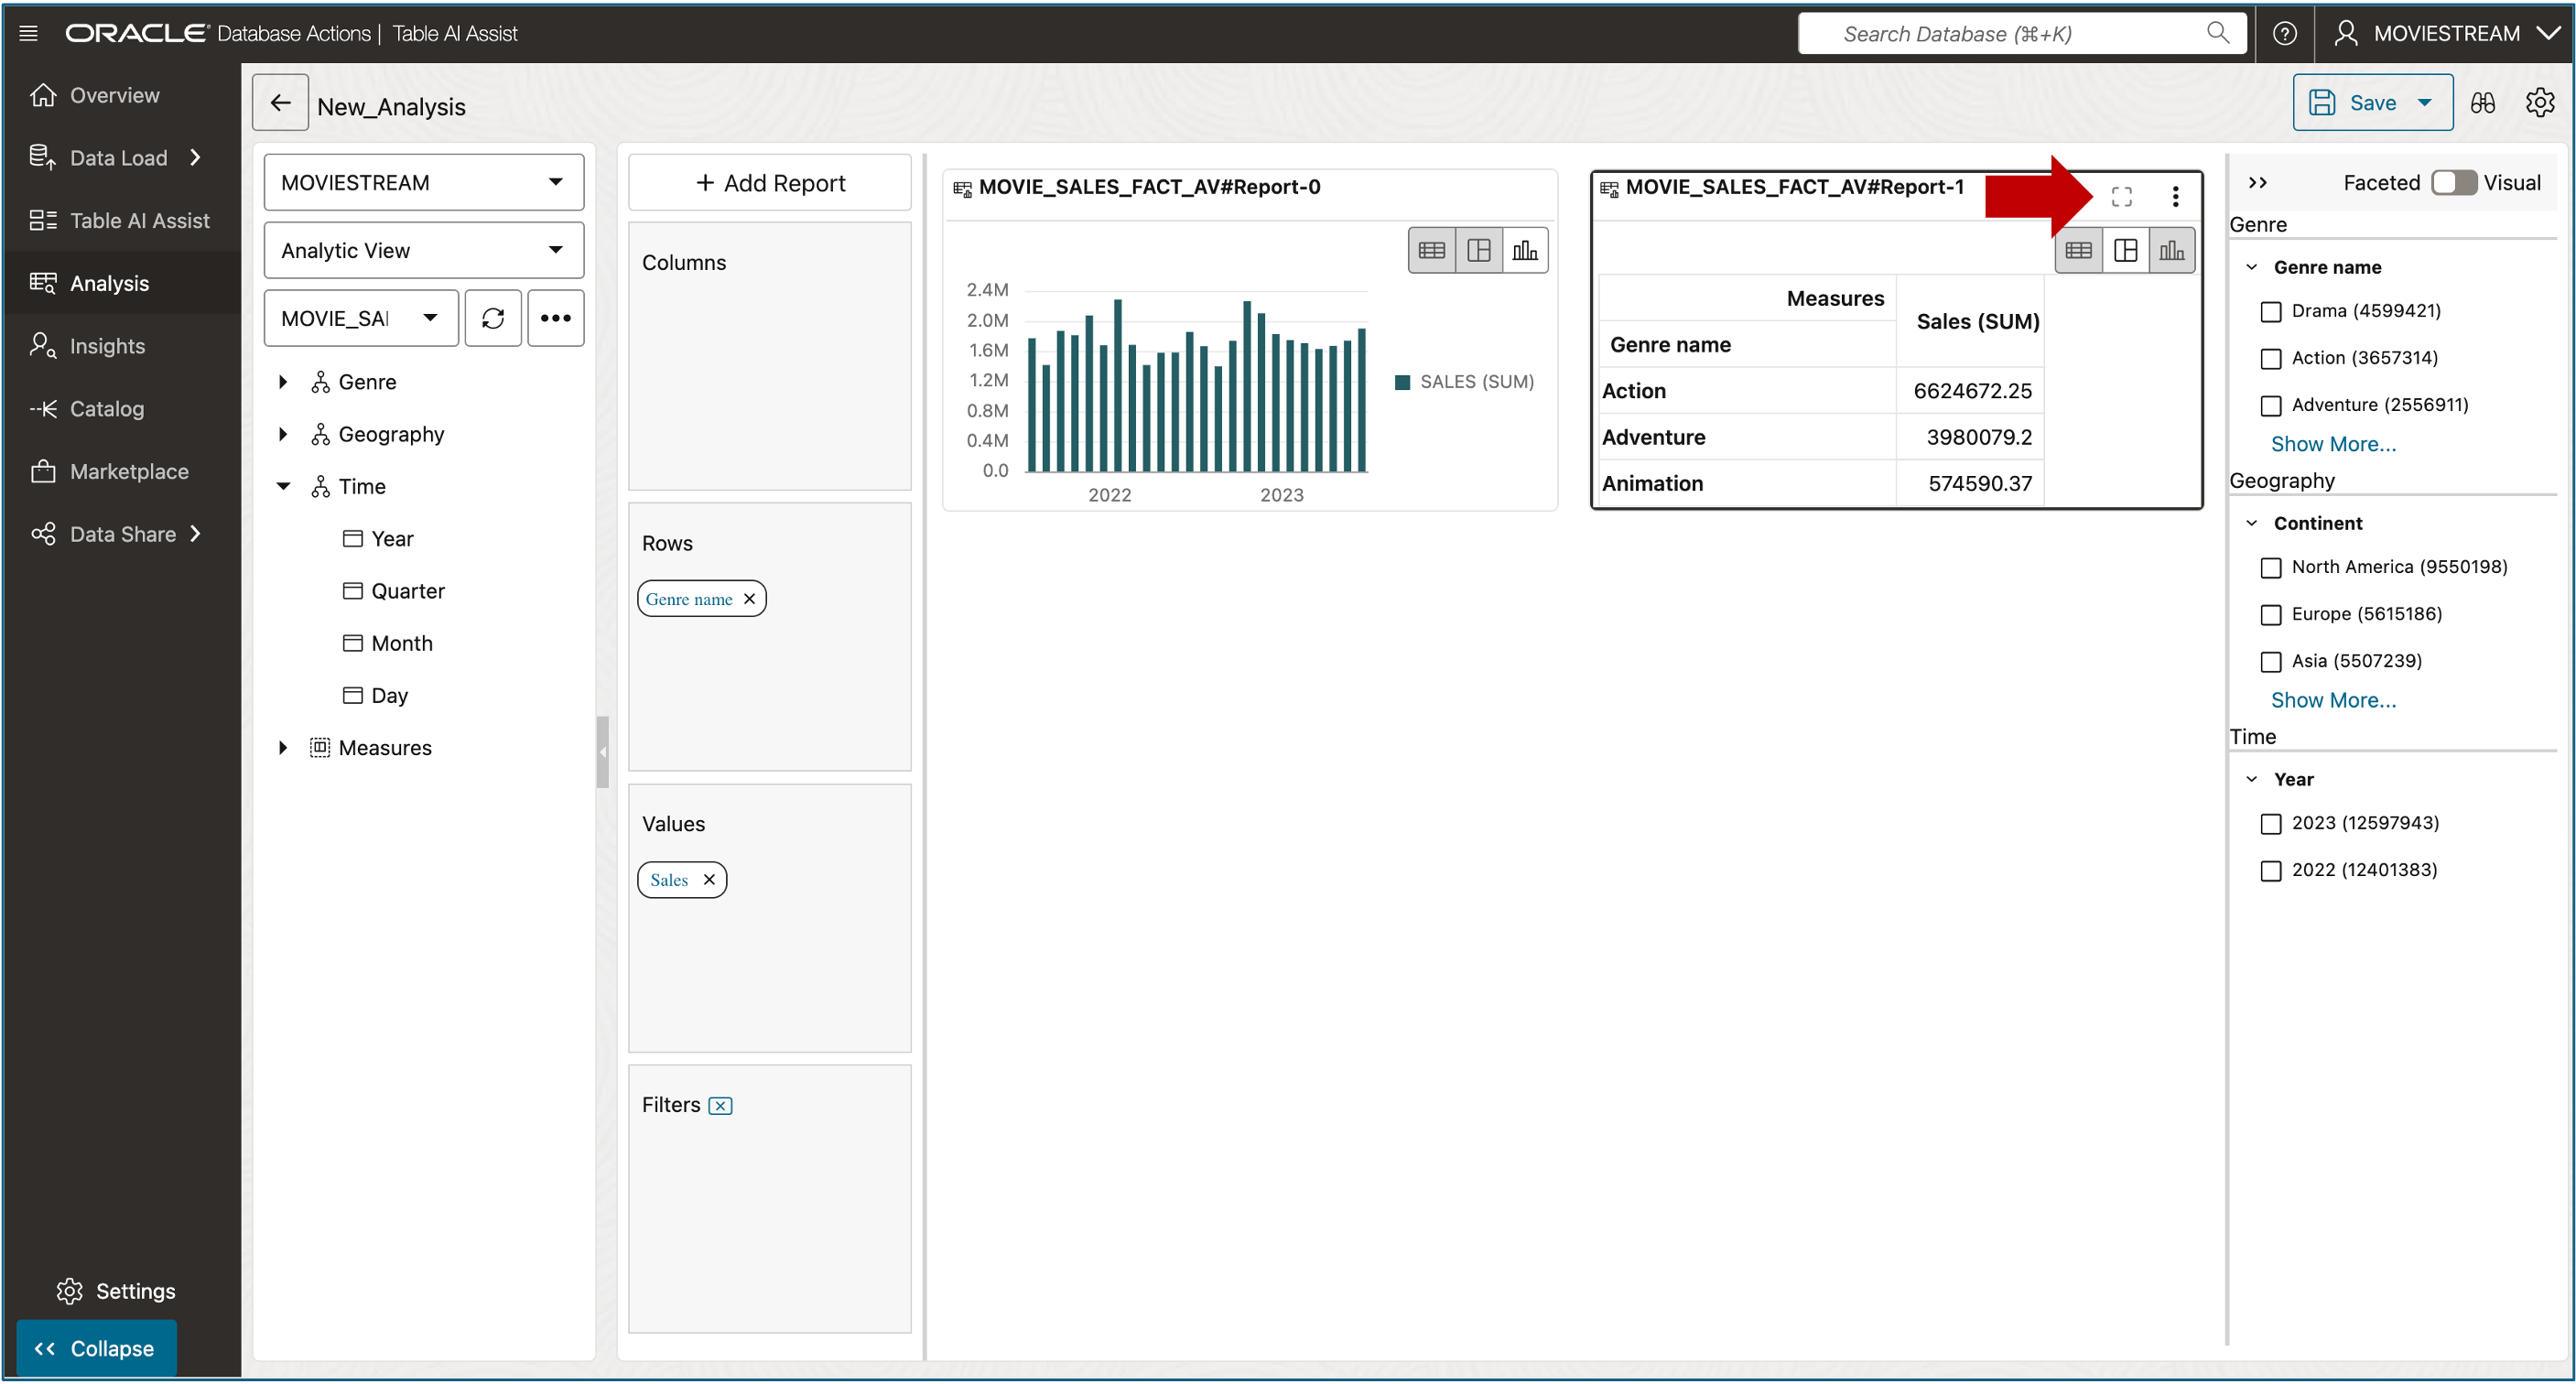 ORACLE Database Actions | Table AI Assist
Search Database (⌘+K)
MOVIESTREAM
Overview
Data Load
Table AI Assist
Analysis
Insights
Catalog
Marketplace
Data Share
Settings
Collapse
New_Analysis
Save
MOVIESTREAM
Analytic View
MOVIE_SA
Genre
Geography
Time
Year
Quarter
Month
Day
Measures
+ Add Report
Columns
Rows
Genre name
Values
Sales
Filters
MOVIE_SALES_FACT_AV#Report-0
2.4M
2.0M
1.6M
1.2M
0.8M
0.4M
0.0
2022 2023
SALES (SUM)
MOVIE_SALES_FACT_AV#Report-1
Measures
Sales (SUM)
Genre name
Action 6624672.25
Adventure 3980079.2
Animation 574590.37
Faceted Visual
Genre
Genre name
Drama (4599421)
Action (3657314)
Adventure (2556911)
Show More...
Geography
Continent
North America (9550198)
Europe (5615186)
Asia (5507239)
Show More...
Time
Year
2023 (12597943)
2022 (12401383)